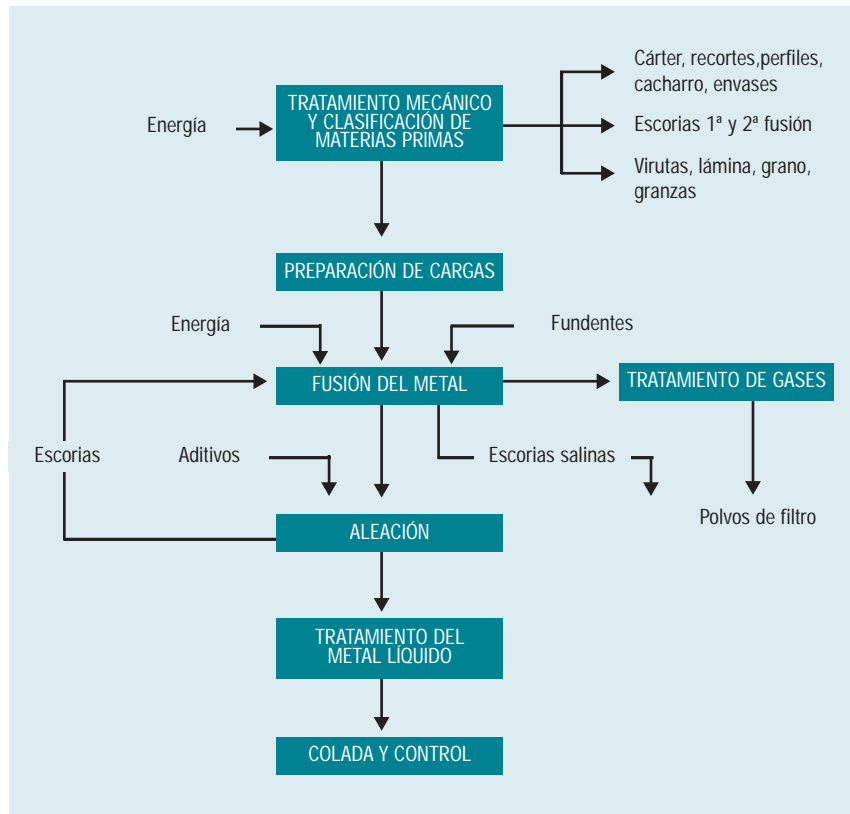 Energía
TRATAMIENTO MECÁNICO
Y CLASIFICACIÓN DE
MATERIAS PRIMAS
Cárter, recortes,perfiles,
cacharro, envases
Escorias 1ª y 2ª fusión
Virutas, lámina, grano,
granzas
PREPARACIÓN DE CARGAS
Energía
Fundentes
FUSIÓN DEL METAL
TRATAMIENTO DE GASES
Escorias
Aditivos
Escorias salinas
Polvos de filtro
ALEACIÓN
TRATAMIENTO DEL
METAL LÍQUIDO
COLADA Y CONTROL